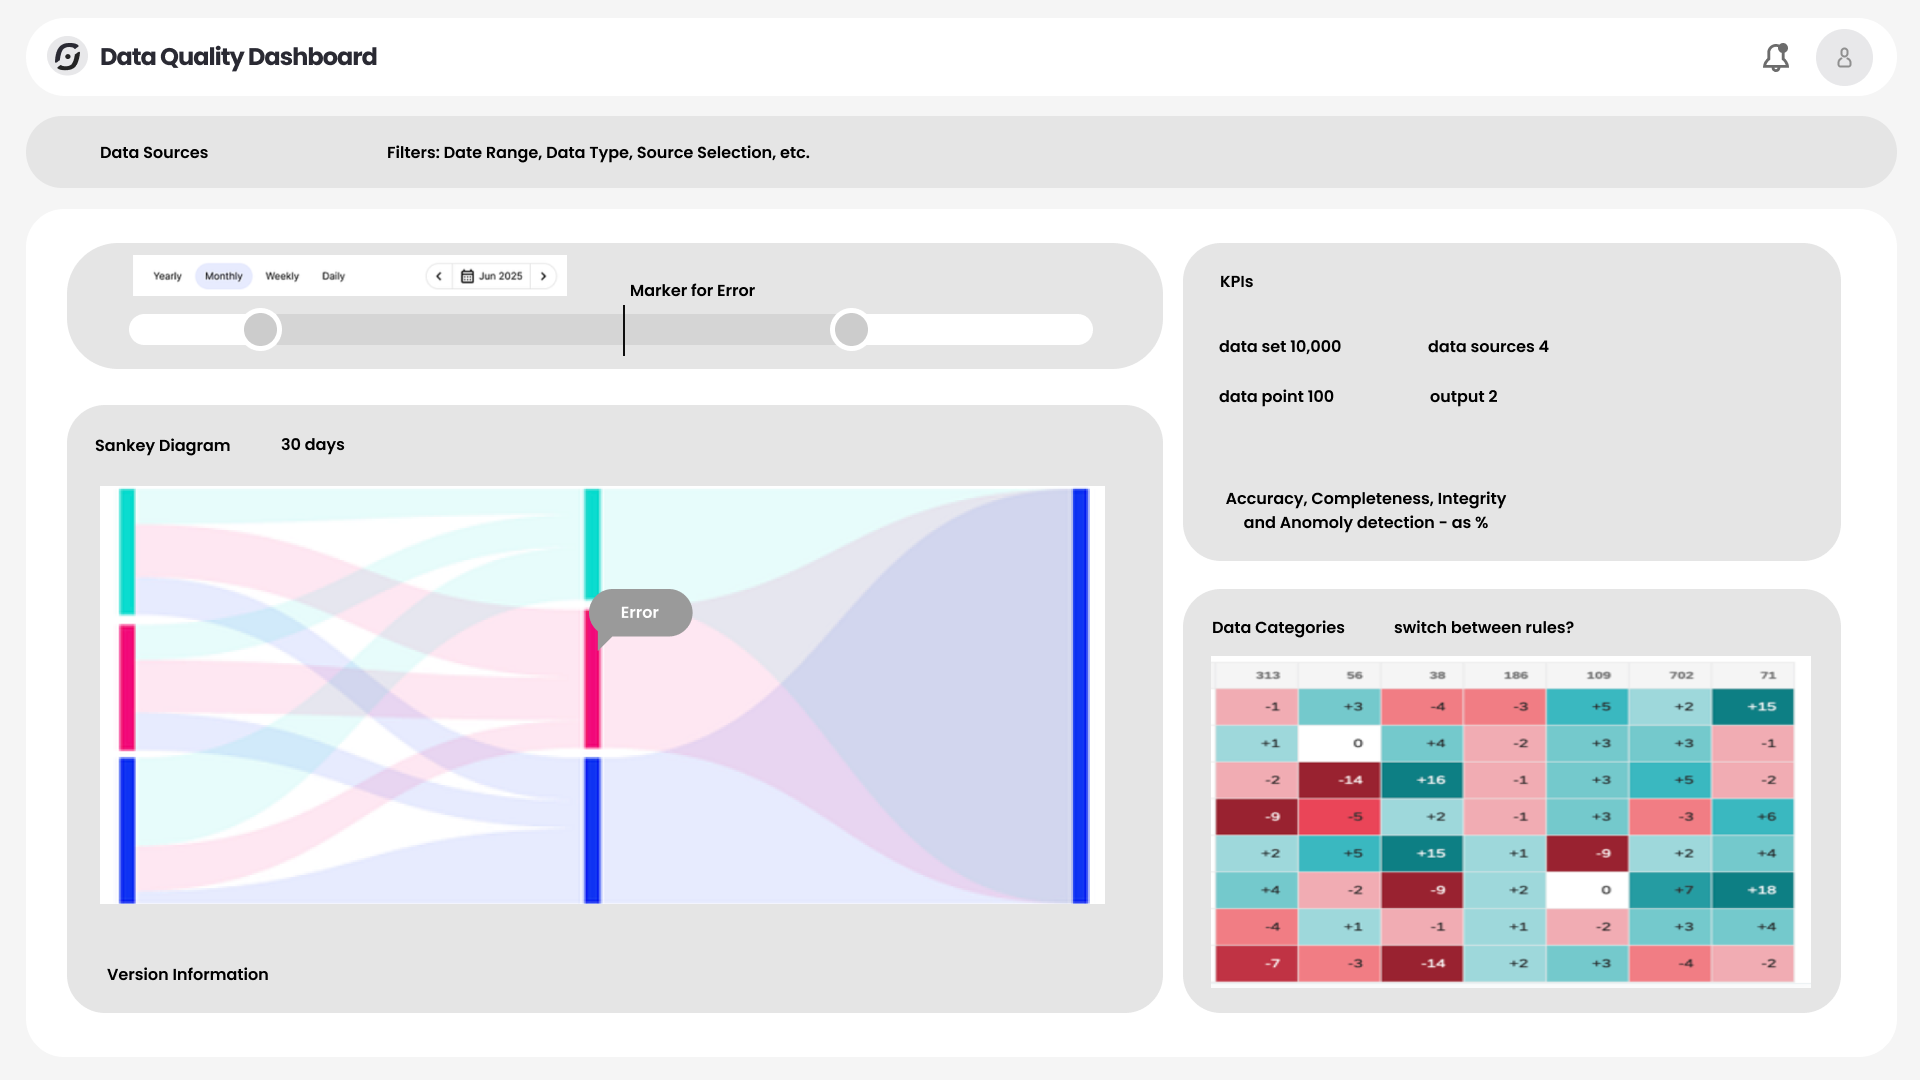 Data Quality Dashboard
Data Sources
Filters: Date Range, Data Type, Source Selection, etc.
Yearly Monthly Weekly Daily
Jun 2025
Marker for Error
Sankey Diagram
30 days
Error
Version Information
KPIs
data set 10,000 data sources 4
data point 100 output 2
Accuracy, Completeness, Integrity
and Anomoly detection - as %
Data Categories
switch between rules?
313 56 38 186 109 702 71
-1 +3 -4 -3 +5 +2 +15
+1 0 +4 -2 +3 +3 -1
-2 -14 +16 -1 +3 +5 -2
-9 -5 +2 -1 +3 -3 +6
+2 +5 +15 +1 -9 +2 +4
+4 -2 -9 +2 0 +7 +18
-4 +1 -1 +1 -2 +3 +4
-7 -3 -14 +2 +3 -4 -2